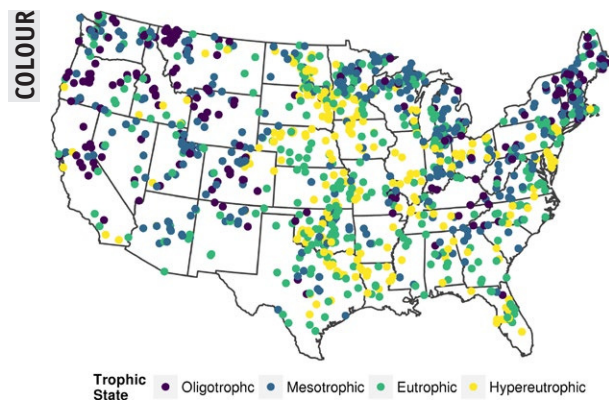 COLOUR
Trophic State
Oligotrophc
Mesotrophic
Eutrophic
Hypereutrophic